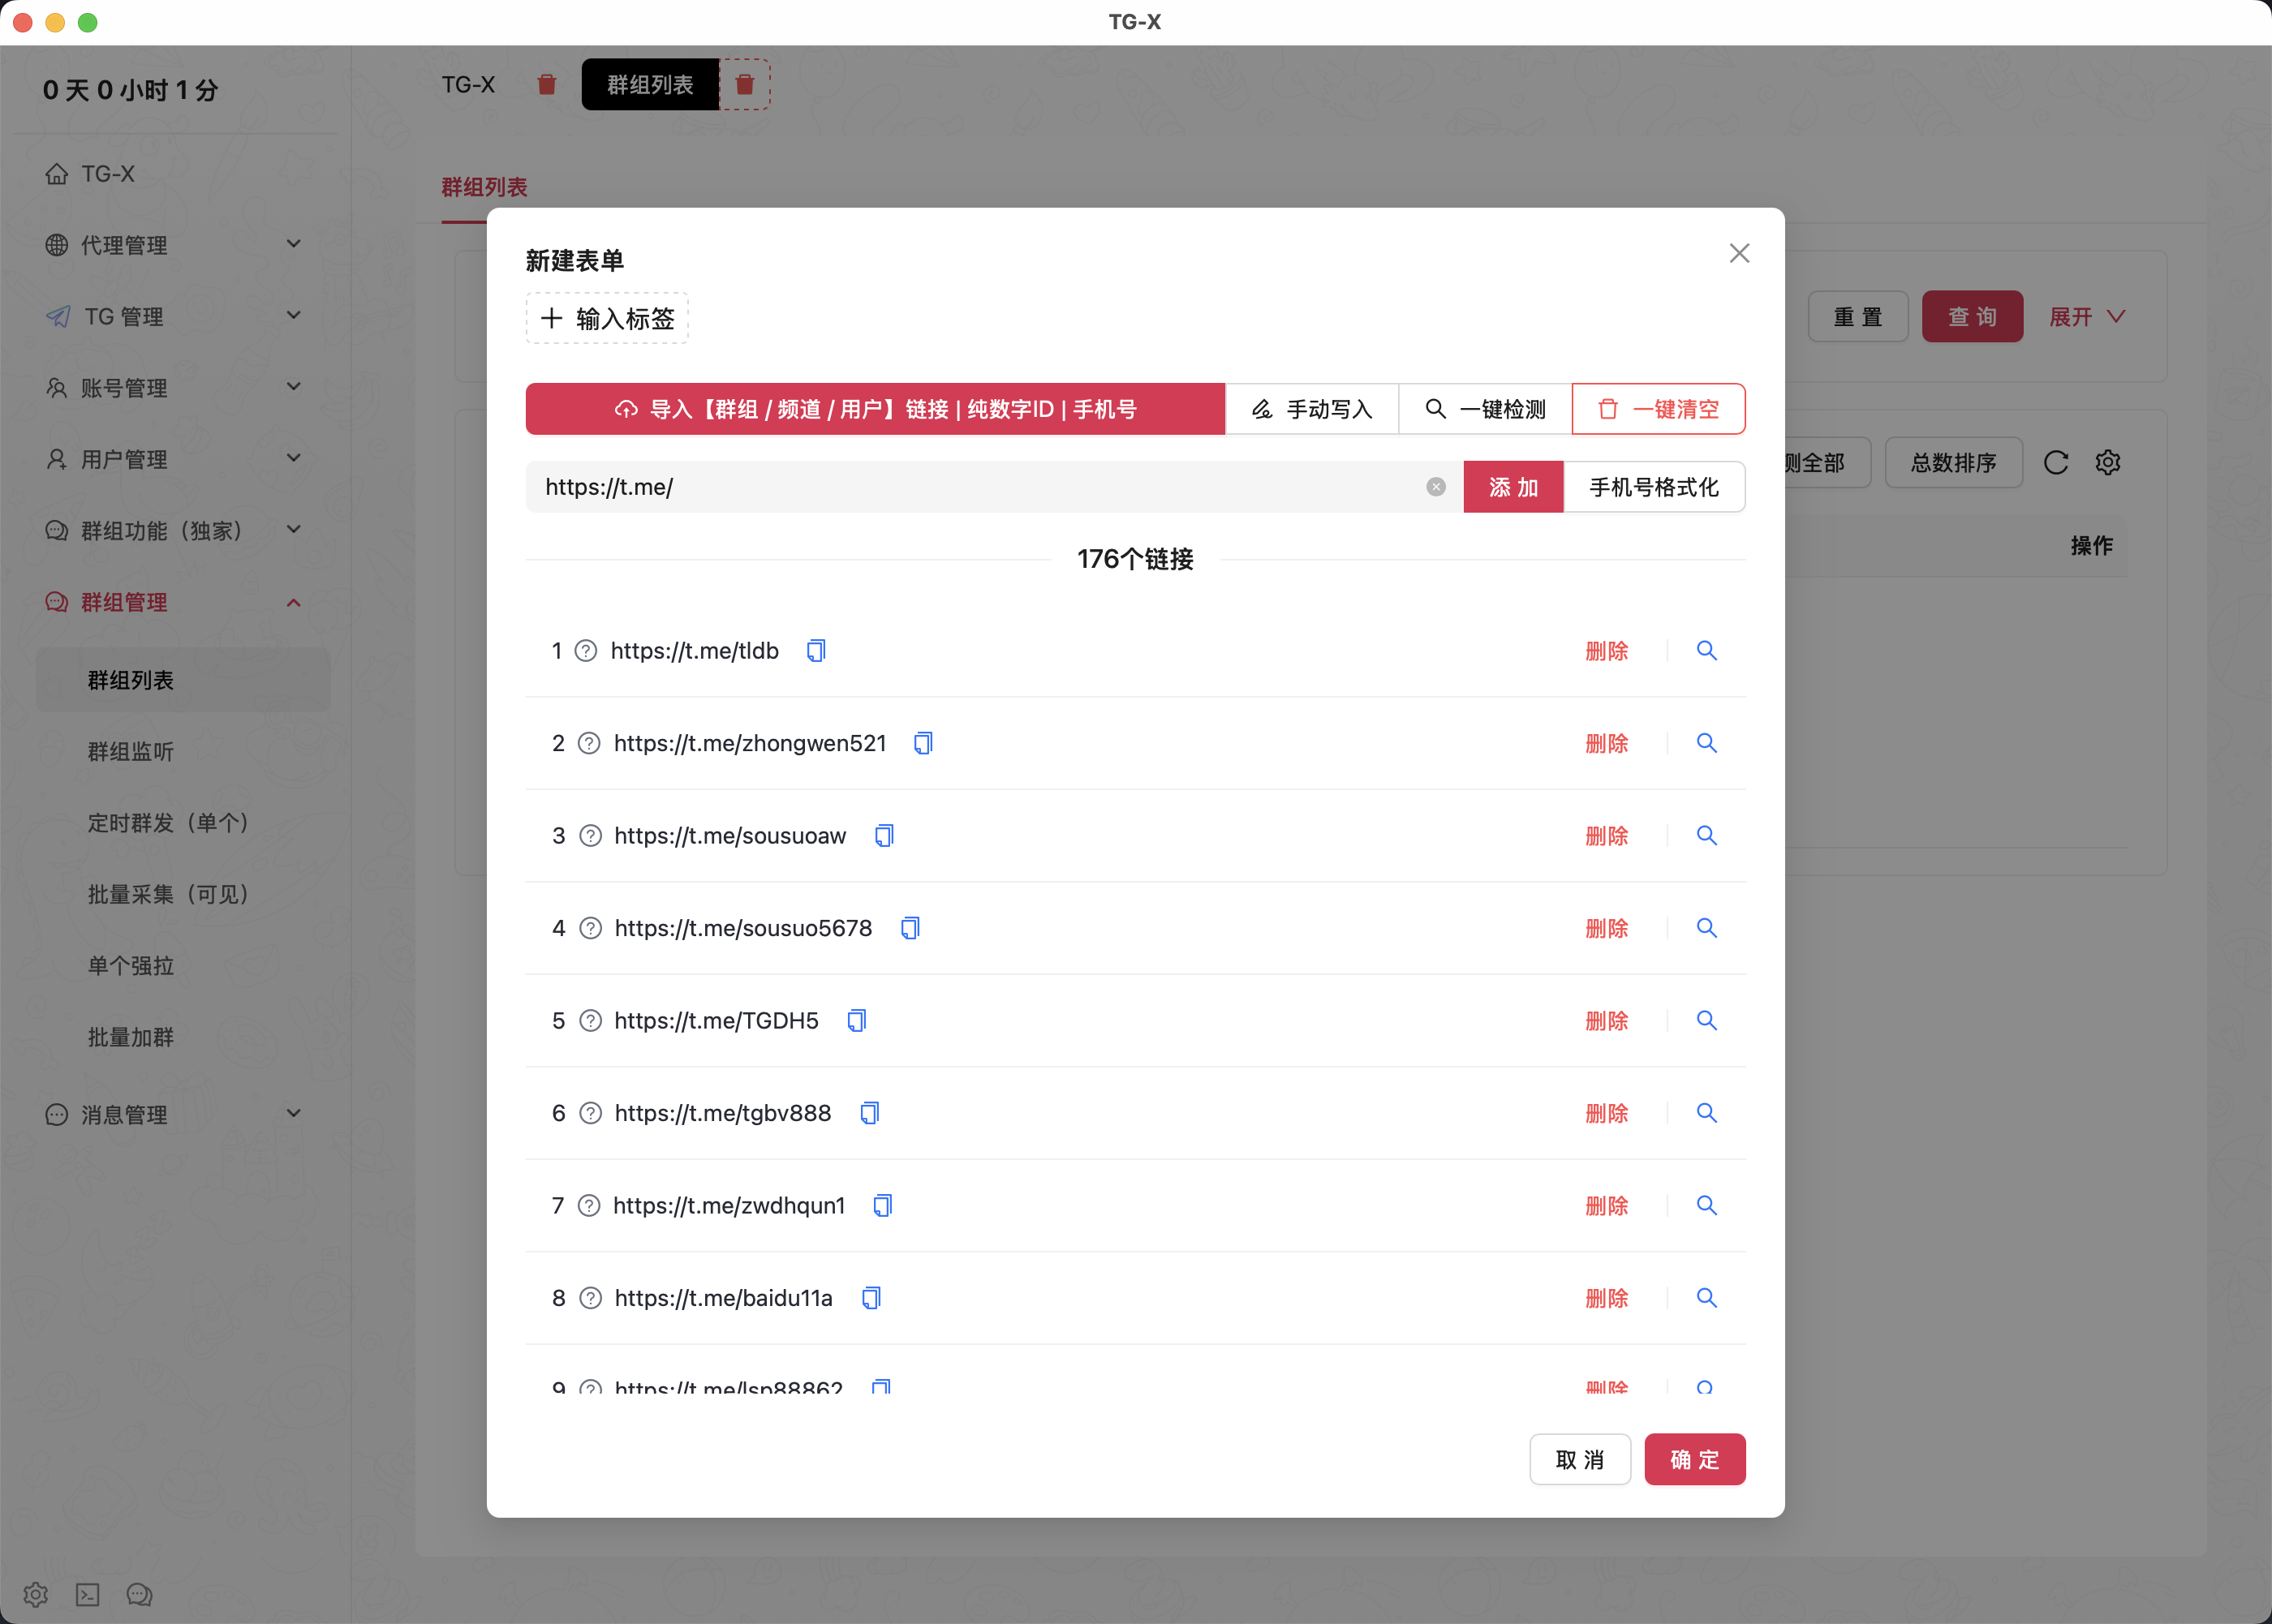 TG-X
0 天 0 小时 1 分
TG-X
代理管理
TG 管理
账号管理
用户管理
群组功能（独家）
群组管理
群组列表
群组监听
定时群发（单个）
批量采集（可见）
单个强拉
批量加群
消息管理
TG-X
群组列表
群组列表
重 置
查 询
展开
测全部
总数排序
操作
新建表单
输入标签
导入【群组 / 频道 / 用户】链接 | 纯数字ID | 手机号
手动写入
一键检测
一键清空
https://t.me/
添 加
手机号格式化
176个链接
1 https://t.me/tldb 删除
2 https://t.me/zhongwen521 删除
3 https://t.me/sousuoaw 删除
4 https://t.me/sousuo5678 删除
5 https://t.me/TGDH5 删除
6 https://t.me/tgbv888 删除
7 https://t.me/zwdhqun1 删除
8 https://t.me/baidu11a 删除
9 https://t.me/lsp88862 删除
取 消
确 定